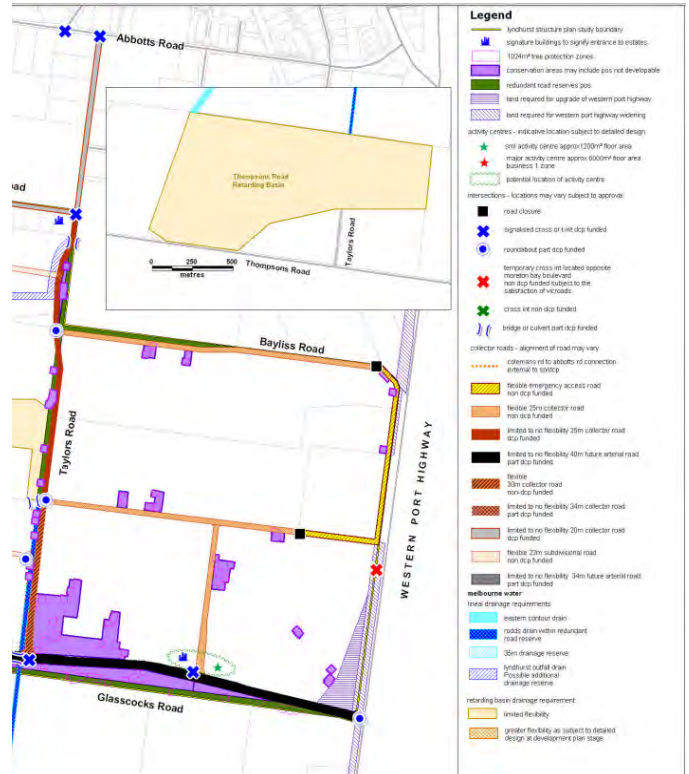 Abbotts Road
Thompsons Road
Retarding Basin
Taylors Road
0 250 500
metres
Thompsons Road
Bayliss Road
Taylors Road
WESTERN PORT HIGHWAY
Glasscocks Road
Legend
lyndhurst structure plan study boundary
signature buildings to signify entrance to estates
1024m² tree protection zones
conservation areas may include pos not developable
redundant road reserves pos
land required for upgrade of western port highway
land required for western port highway widening
activity centres - indicative location subject to detailed design
sml activity centre approx1200m² floor area
major activity centre approx 6000m² floor area
business 1 zone
potential location of activity centre
intersections - locations may vary subject to approval
road closure
signalised cross or t int dcp funded
roundabout part dcp funded
temporary cross int located opposite
moreton bay boulevard
non dcp funded subject to the
satisfaction of vicroads
cross int non dcp funded
bridge or culvert part dcp funded
collector roads - alignment of road may vary
colemans rd to abbotts rd connection
external to
flexible emergency access road
non dcp funded
flexible 25m collector road
non dcp funded
limited to no flexibility 25m collector road
dcp funded
limited to no flexibility 40m future arterial road
part dcp funded
flexible
30m collector road
non-dcp funded
limited to no flexibility 34m collector road
part dcp funded
limited to no flexibility 20m collector road
dcp funded
flexible 23m subdivisional road
non dcp funded
limited to no flexibility 34m future arterial road
part dcp funded
melbourne water
lineal drainage requirements
eastern contour drain
rodds drain within redundant
road reserve
35m drainage reserve
lyndhurst outfall drain
Possible additional
drainage reserve
retarding basin drainage requirement
limited flexibility
greater flexibility as subject to detailed
design at development plan stage